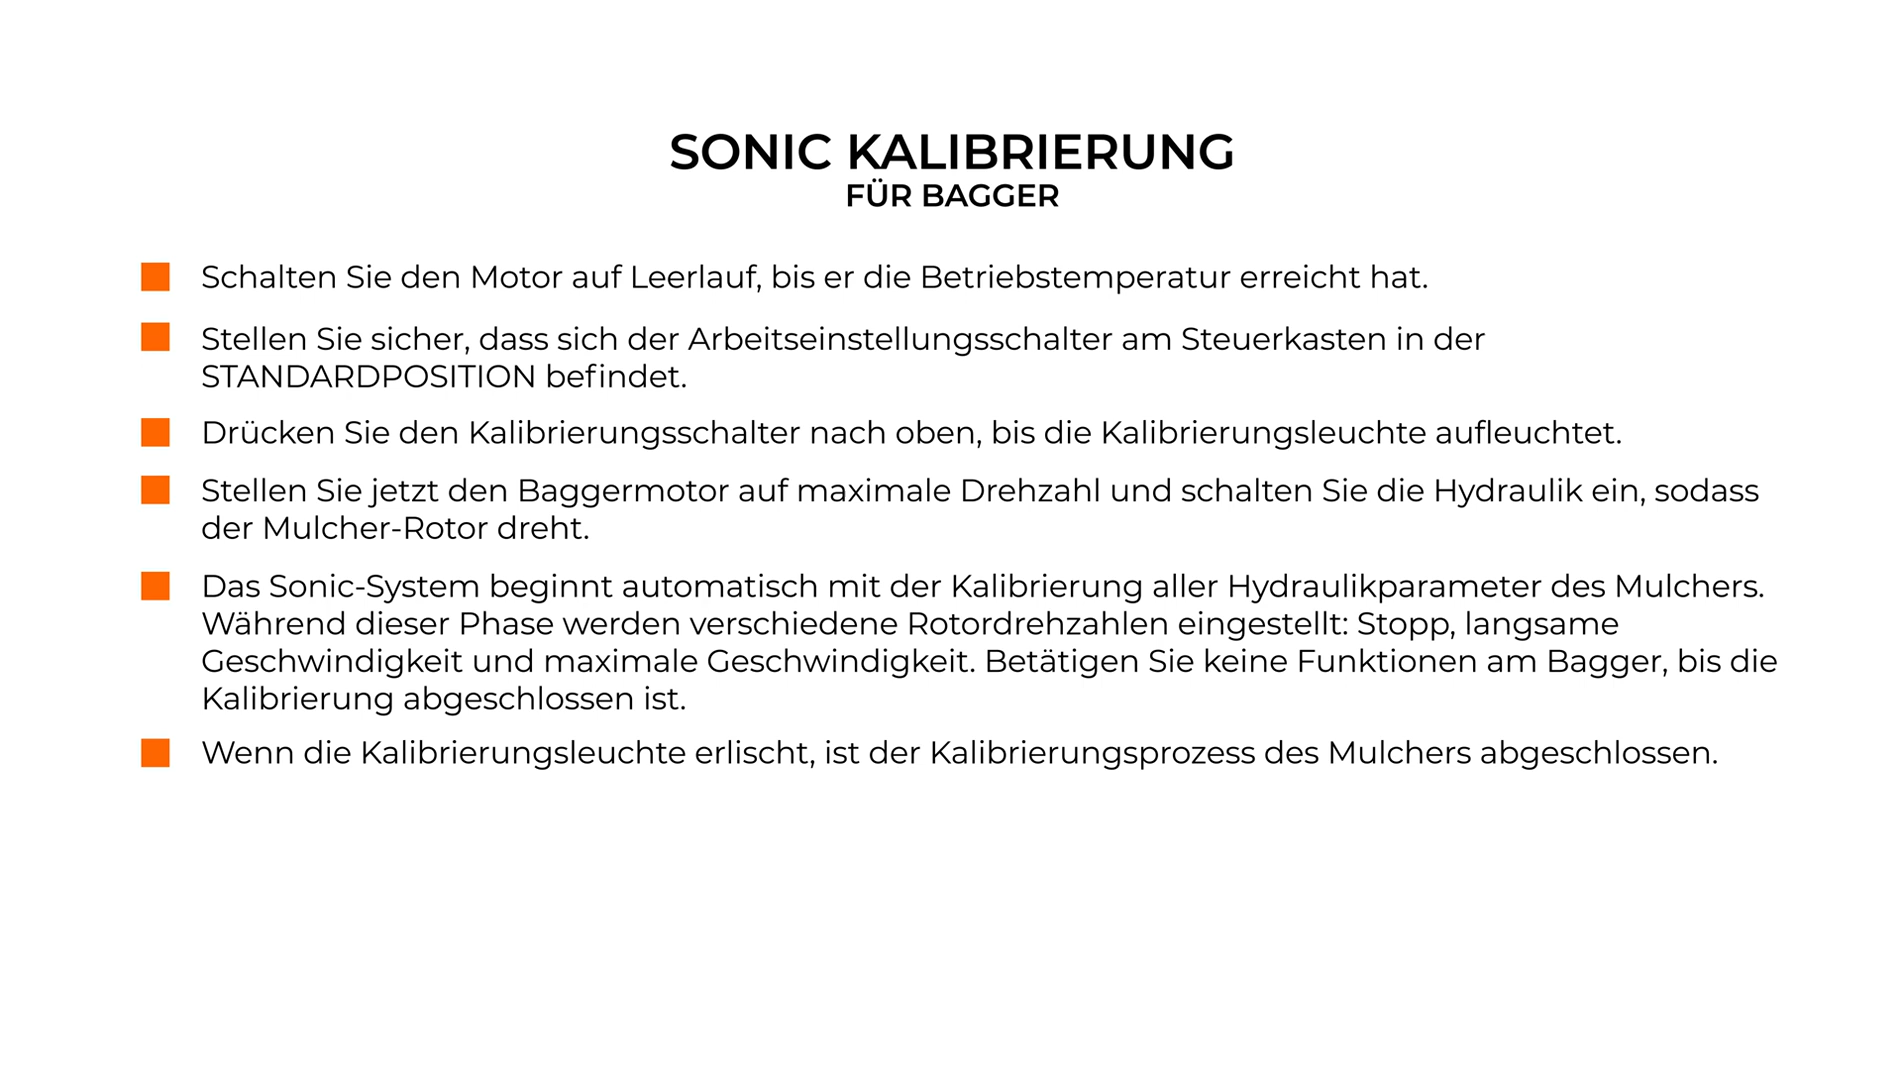 SONIC KALIBRIERUNG
FÜR BAGGER
Schalten Sie den Motor auf Leerlauf, bis er die Betriebstemperatur erreicht hat.
Stellen Sie sicher, dass sich der Arbeitseinstellungsschalter am Steuerkasten in der
STANDARDPOSITION befindet.
Drücken Sie den Kalibrierungsschalter nach oben, bis die Kalibrierungsleuchte aufleuchtet.
Stellen Sie jetzt den Baggermotor auf maximale Drehzahl und schalten Sie die Hydraulik ein, sodass
der Mulcher-Rotor dreht.
Das Sonic-System beginnt automatisch mit der Kalibrierung aller Hydraulikparameter des Mulchers.
Während dieser Phase werden verschiedene Rotordrehzahlen eingestellt: Stopp, langsame
Geschwindigkeit und maximale Geschwindigkeit. Betätigen Sie keine Funktionen am Bagger, bis die
Kalibrierung abgeschlossen ist.
Wenn die Kalibrierungsleuchte erlischt, ist der Kalibrierungsprozess des Mulchers abgeschlossen.